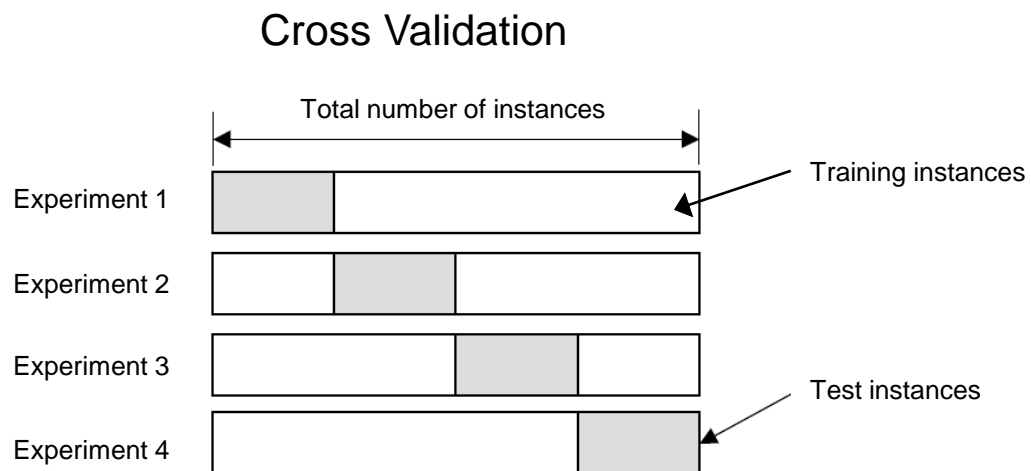 Cross Validation
Total number of instances
Training instances
Experiment 1
Experiment 2
Experiment 3
Test instances
Experiment 4